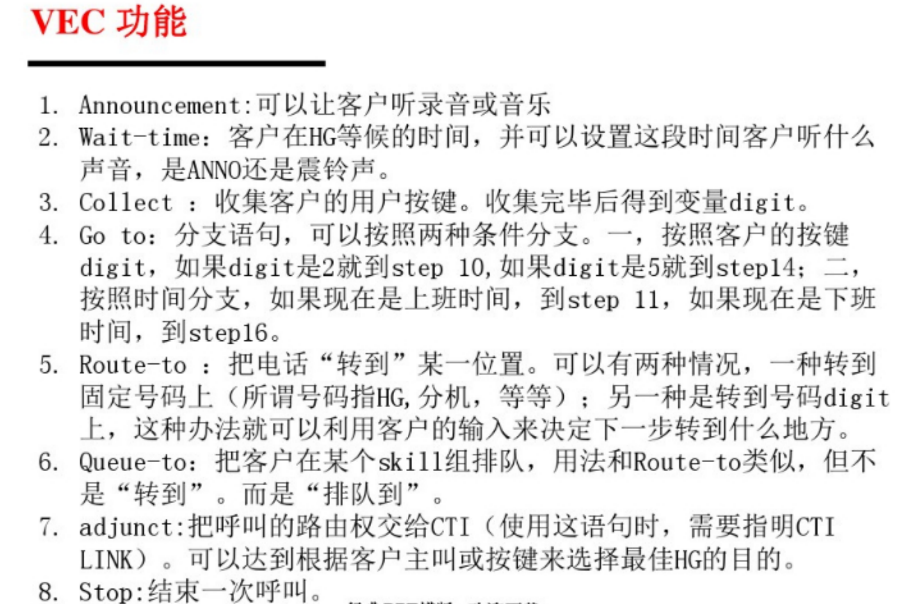 VEC 功能
1. Announcement:可以让客户听录音或音乐
2. Wait-time: 客户在HG等候的时间，并可以设置这段时间客户听什么
声音，是ANNO还是震铃声。
3. Collect : 收集客户的用户按键。收集完毕后得到变量digit。
4. Go to: 分支语句，可以按照两种条件分支。一，按照客户的按键
digit, 如果digit是2就到step 10,如果digit是5就到step14；二，
按照时间分支，如果现在是上班时间，到step 11, 如果现在是下班
时间，到step16。
5. Route-to : 把电话“转到”某一位置。可以有两种情况，一种转到
固定号码上（所谓号码指HG,分机，等等）；另一种是转到号码digit
上，这种办法就可以利用客户的输入来决定下一步转到什么地方。
6. Queue-to: 把客户在某个skill组排队，用法和Route-to类似，但不
是“转到”。而是“排队到”。
7. adjunct:把呼叫的路由权交给CTI（使用这语句时，需要指明CTI
LINK）。可以达到根据客户主叫或按键来选择最佳HG的目的。
8. Stop:结束一次呼叫。